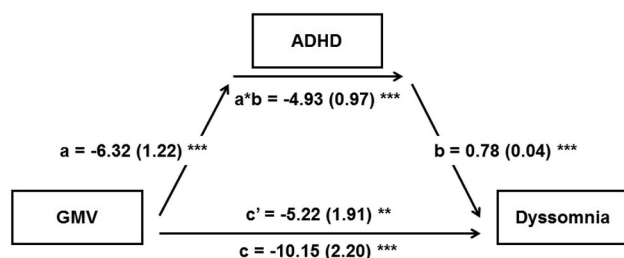 ADHD
a*b = -4.93 (0.97) ***
a = -6.32 (1.22) ***
b = 0.78 (0.04) ***
GMV
c’ = -5.22 (1.91) **
Dyssomnia
c = -10.15 (2.20) ***